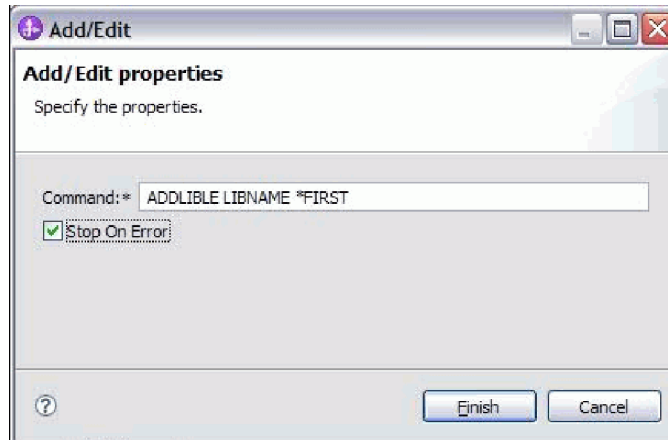 Add/Edit
Add/Edit properties
Specify the properties.
Command:* ADDLIBLE LIBNAME *FIRST
Stop On Error
Finish Cancel